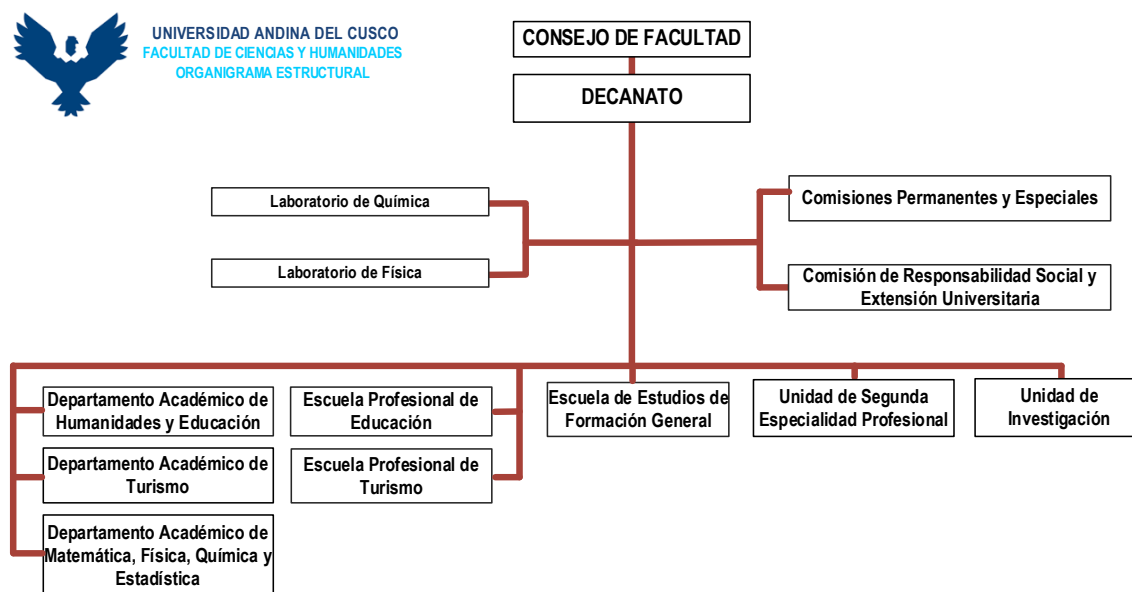 UNIVERSIDAD ANDINA DEL CUSCO
FACULTAD DE CIENCIAS Y HUMANIDADES
ORGANIGRAMA ESTRUCTURAL
CONSEJO DE FACULTAD
DECANATO
Laboratorio de Química
Laboratorio de Física
Comisiones Permanentes y Especiales
Comisión de Responsabilidad Social y
Extensión Universitaria
Departamento Académico de
Humanidades y Educación
Departamento Académico de
Turismo
Departamento Académico de
Matemática, Física, Química y
Estadística
Escuela Profesional de
Educación
Escuela Profesional de
Turismo
Escuela de Estudios de
Formación General
Unidad de Segunda
Especialidad Profesional
Unidad de
Investigación